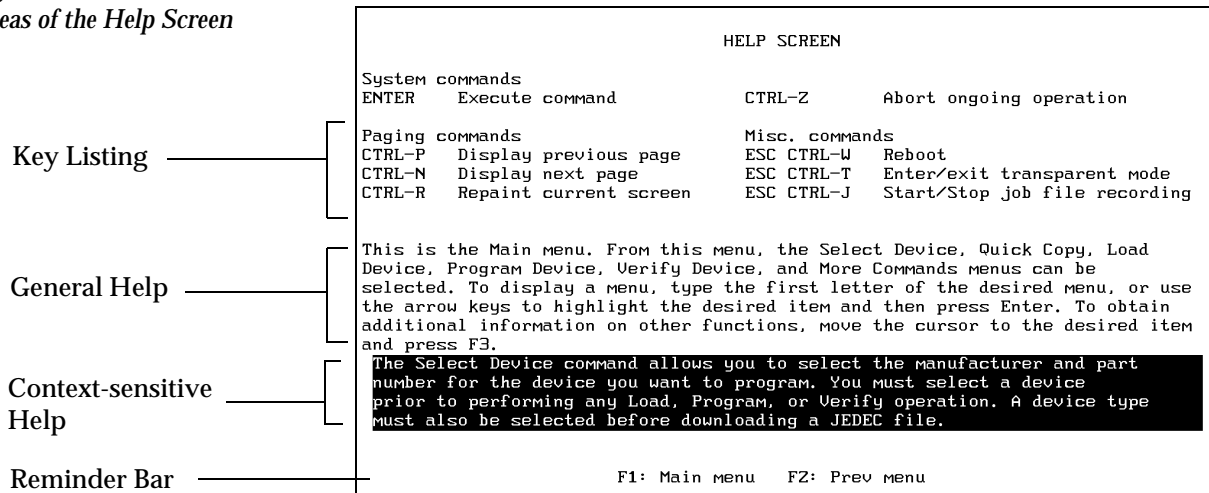 eas of the Help Screen
HELP SCREEN
System commands
ENTER Execute command CTRL-Z Abort ongoing operation
Key Listing
Paging commands Misc. commands
CTRL-P Display previous page ESC CTRL-W Reboot
CTRL-N Display next page ESC CTRL-T Enter/exit transparent mode
CTRL-R Repaint current screen ESC CTRL-J Start/Stop job file recording
General Help
This is the Main menu. From this menu, the Select Device, Quick Copy, Load
Device, Program Device, Verify Device, and More Commands menus can be
selected. To display a menu, type the first letter of the desired menu, or use
the arrow keys to highlight the desired item and then press Enter. To obtain
additional information on other functions, move the cursor to the desired item
and press F3.
Context-sensitive
Help
The Select Device command allows you to select the manufacturer and part
number for the device you want to program. You must select a device
prior to performing any Load, Program, or Verify operation. A device type
must also be selected before downloading a JEDEC file.
Reminder Bar
F1: Main menu F2: Prev menu